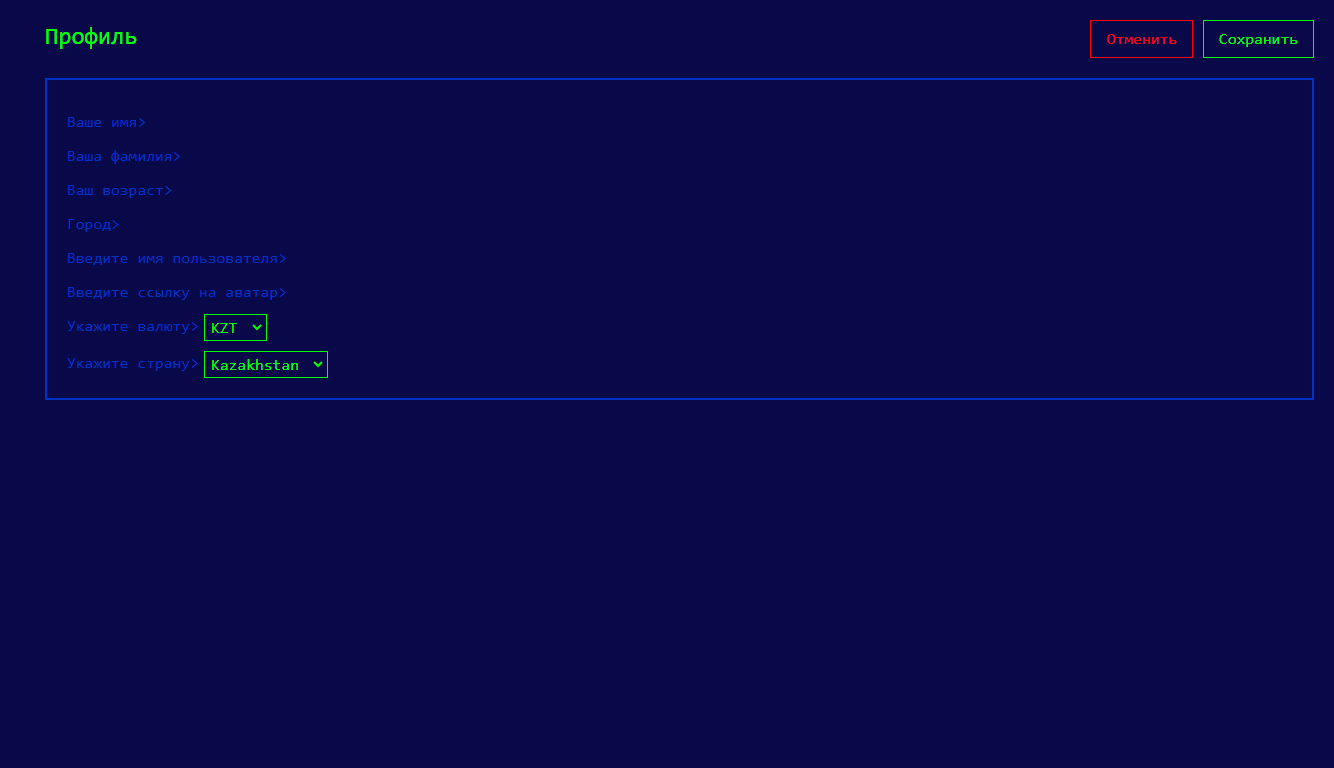 Профиль
Отменить Сохранить
Ваше имя>
Ваша фамилия>
Ваш возраст>
Город>
Введите имя пользователя>
Введите ссылку на аватар>
Укажите валюту> KZT
Укажите страну> Kazakhstan